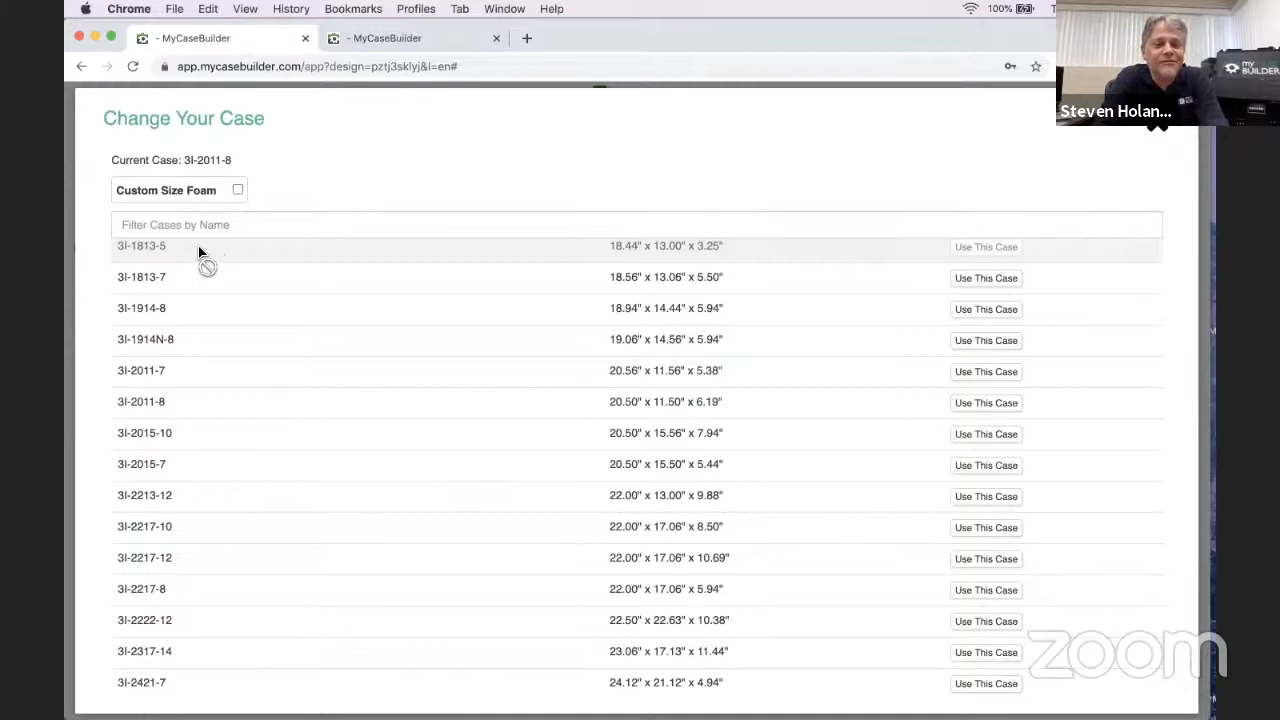 Chrome File Edit View History Bookmarks Profiles Tab Window Help 100%
- MyCaseBuilder - MyCaseBuilder
app.mycasebuilder.com/app?design=pztj3sklyj&l=en#
my
BUILDER
Steven Holan...
Change Your Case
Current Case: 3I-2011-8
Custom Size Foam
Filter Cases by Name
3I-1813-5 18.44" x 13.00" x 3.25" Use This Case
3I-1813-7 18.56" x 13.06" x 5.50" Use This Case
3I-1914-8 18.94" x 14.44" x 5.94" Use This Case
3I-1914N-8 19.06" x 14.56" x 5.94" Use This Case
3I-2011-7 20.56" x 11.56" x 5.38" Use This Case
3I-2011-8 20.50" x 11.50" x 6.19" Use This Case
3I-2015-10 20.50" x 15.56" x 7.94" Use This Case
3I-2015-7 20.50" x 15.50" x 5.44" Use This Case
3I-2213-12 22.00" x 13.00" x 9.88" Use This Case
3I-2217-10 22.00" x 17.06" x 8.50" Use This Case
3I-2217-12 22.00" x 17.06" x 10.69" Use This Case
3I-2217-8 22.00" x 17.06" x 5.94" Use This Case
3I-2222-12 22.50" x 22.63" x 10.38" Use This Case
3I-2317-14 23.06" x 17.13" x 11.44" Use This Case
3I-2421-7 24.12" x 21.12" x 4.94" Use This Case
zoom